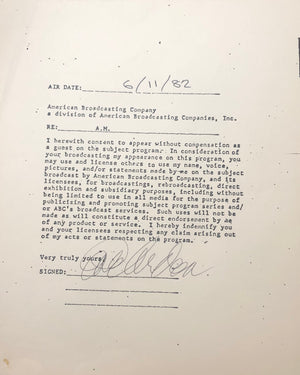 AIR DATE: 6/11/82
American Broadcasting Company
a division of American Broadcasting Companies, Inc.
RE: A.M.
I herewith consent to appear without compensation as
a guest on the subject program. In consideration of
your broadcasting my appearance on this program, you
may use and license others to use my name, voice,
pictures, and/or statements made by me on the subject
broadcast by American Broadcasting Company, and its
licensees, for broadcastings, rebroadcasting, direct
exhibition and subsidiary purposes, including without
being limited to use in all media for the purpose of
publicizing and promoting subject program series and/
or ABC's broadcast services. Such uses will not be
made as will constitute a direct endorsement by me
of any product or service. I hereby indemnify you
and your licensees respecting any claim arising out
of my acts or statements on the program.
Very truly yours,
SIGNED: